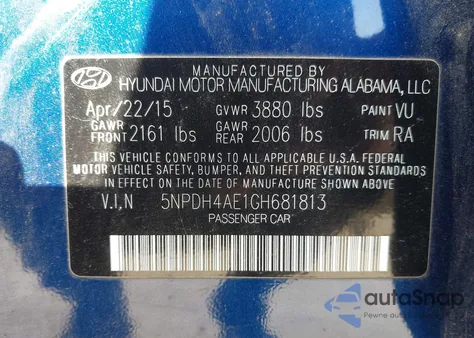 MANUFACTURED BY
HYUNDAI MOTOR MANUFACTURING ALABAMA, LLC
Apr/22/15 GVWR 3880 lbs PAINT VU
GAWR FRONT 2161 lbs GAWR REAR 2006 lbs TRIM RA
THIS VEHICLE CONFORMS TO ALL APPLICABLE U.S.A. FEDERAL
MOTOR VEHICLE SAFETY, BUMPER, AND THEFT PREVENTION STANDARDS
IN EFFECT ON THE DATE OF MANUFACTURE SHOWN ABOVE.
V.I.N 5NPDH4AE1GH681813
PASSENGER CAR
autoSnap
Pewne auto